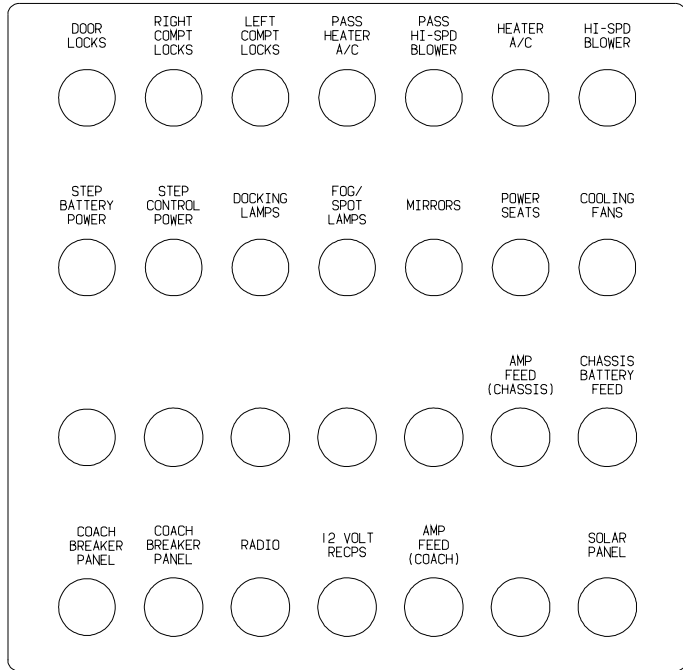 DOOR
LOCKS
RIGHT
COMPT
LOCKS
LEFT
COMPT
LOCKS
PASS
HEATER
A/C
PASS
HI-SPD
BLOWER
HEATER
A/C
HI-SPD
BLOWER
STEP
BATTERY
POWER
STEP
CONTROL
POWER
DOCKING
LAMPS
FOG/
SPOT
LAMPS
MIRRORS
POWER
SEATS
COOLING
FANS
AMP
FEED
(CHASSIS)
CHASSIS
BATTERY
FEED
COACH
BREAKER
PANEL
COACH
BREAKER
PANEL
RADIO
12 VOLT
RECPS
AMP
FEED
(COACH)
SOLAR
PANEL